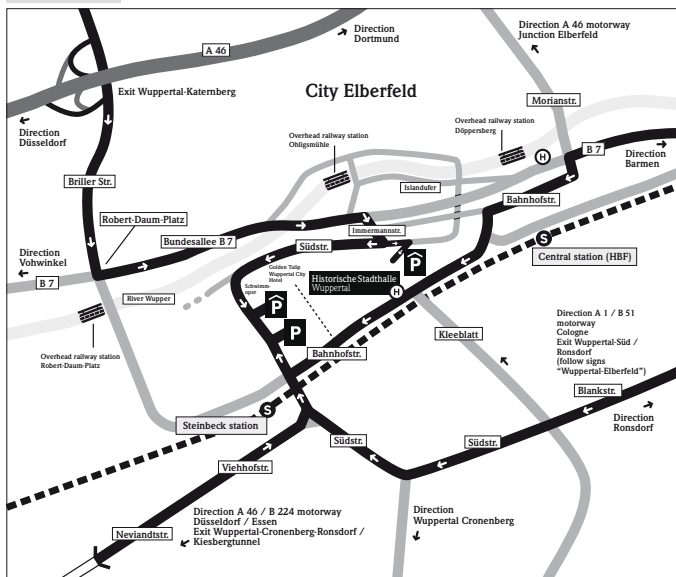 Direction A 46 motorway
Junction Elberfeld
Direction
Dortmund
A 46
Exit Wuppertal-Katernberg
City Elberfeld
Morianstr.
Direction
Düsseldorf
Overhead railway station
Döppersberg
Overhead railway station
Ohligsmühle
H
B 7
Direction
Barmen
Briller Str.
Islandufer
Bahnhofstr.
Robert-Daum-Platz
Immermannstr.
Bundesallee B 7
Südstr.
S
Central station (HBF)
Direction
Vohwinkel
B 7
Golden Tulip
Wuppertal City
Hotel
P
Historische Stadthalle
Wuppertal
H
Schwimm-
oper
River Wupper
P
P
Kleeblatt
Direction A 1 / B 51
motorway
Cologne
Exit Wuppertal-Süd /
Ronsdorf
(follow signs
“Wuppertal-Elberfeld”)
Overhead railway station
Robert-Daum-Platz
Bahnhofstr.
Blankstr.
S
Steinbeck station
Direction
Ronsdorf
Südstr.
Südstr.
Viehhofstr.
Direction A 46 / B 224 motorway
Düsseldorf / Essen
Exit Wuppertal-Cronenberg-Ronsdorf /
Kiesbergtunnel
Direction
Wuppertal Cronenberg
Neviandtstr.